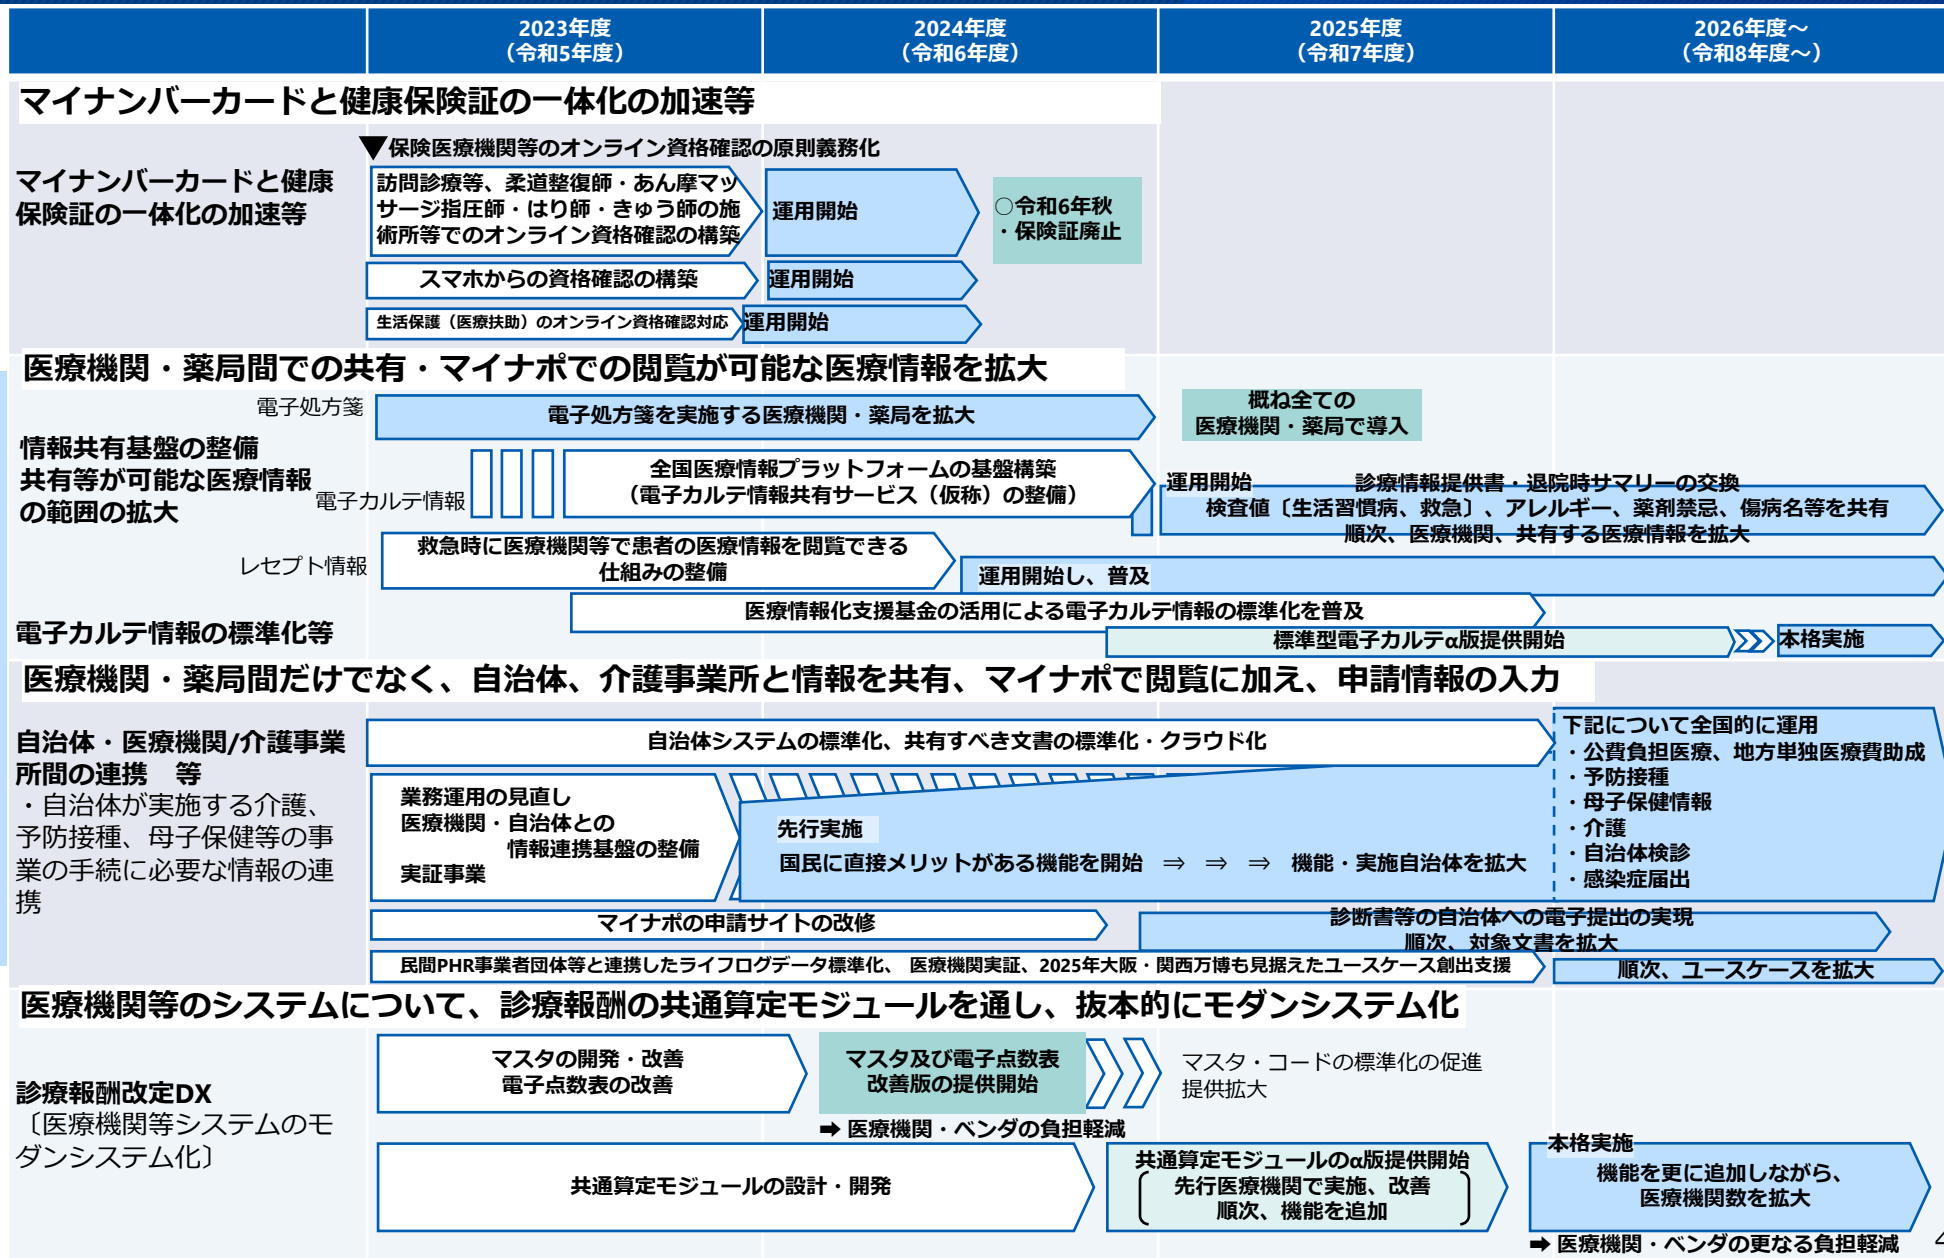 2023年度
（令和5年度）
2024年度
（令和6年度）
2025年度
（令和7年度）
2026年度～
（令和8年度～）
マイナンバーカードと健康保険証の一体化の加速等
▼保険医療機関等のオンライン資格確認の原則義務化
マイナンバーカードと健康
保険証の一体化の加速等
訪問診療等、柔道整復師・あん摩マッ
サージ指圧師・はり師・きゅう師の施
術所等でのオンライン資格確認の構築
運用開始
○令和6年秋
・保険証廃止
スマホからの資格確認の構築
運用開始
生活保護（医療扶助）のオンライン資格確認対応
運用開始
医療機関・薬局間での共有・マイナポでの閲覧が可能な医療情報を拡大
電子処方箋
電子処方箋を実施する医療機関・薬局を拡大
概ね全ての
医療機関・薬局で導入
情報共有基盤の整備
共有等が可能な医療情報
の範囲の拡大
電子カルテ情報
全国医療情報プラットフォームの基盤構築
（電子カルテ情報共有サービス（仮称）の整備）
運用開始
診療情報提供書・退院時サマリーの交換
検査値〔生活習慣病、救急〕、アレルギー、薬剤禁忌、傷病名等を共有
順次、医療機関、共有する医療情報を拡大
レセプト情報
救急時に医療機関等で患者の医療情報を閲覧できる
仕組みの整備
運用開始し、普及
医療情報化支援基金の活用による電子カルテ情報の標準化を普及
電子カルテ情報の標準化等
標準型電子カルテα版提供開始
本格実施
医療機関・薬局間だけでなく、自治体、介護事業所と情報を共有、マイナポで閲覧に加え、申請情報の入力
自治体・医療機関/介護事業
所間の連携　等
・自治体が実施する介護、
予防接種、母子保健等の事
業の手続に必要な情報の連
携
自治体システムの標準化、共有すべき文書の標準化・クラウド化
業務運用の見直し
医療機関・自治体との
情報連携基盤の整備
実証事業
先行実施
国民に直接メリットがある機能を開始　⇒　⇒　⇒　機能・実施自治体を拡大
下記について全国的に運用
・公費負担医療、地方単独医療費助成
・予防接種
・母子保健情報
・介護
・自治体検診
・感染症届出
マイナポの申請サイトの改修
診断書等の自治体への電子提出の実現
順次、対象文書を拡大
民間PHR事業者団体等と連携したライフログデータ標準化、 医療機関実証、2025年大阪・関西万博も見据えたユースケース創出支援
順次、ユースケースを拡大
医療機関等のシステムについて、診療報酬の共通算定モジュールを通し、抜本的にモダンシステム化
診療報酬改定DX
〔医療機関等システムのモ
ダンシステム化〕
マスタの開発・改善
電子点数表の改善
マスタ及び電子点数表
改善版の提供開始
マスタ・コードの標準化の促進
提供拡大
➡ 医療機関・ベンダの負担軽減
共通算定モジュールの設計・開発
共通算定モジュールのα版提供開始
先行医療機関で実施、改善
順次、機能を追加
本格実施
機能を更に追加しながら、
医療機関数を拡大
➡ 医療機関・ベンダの更なる負担軽減